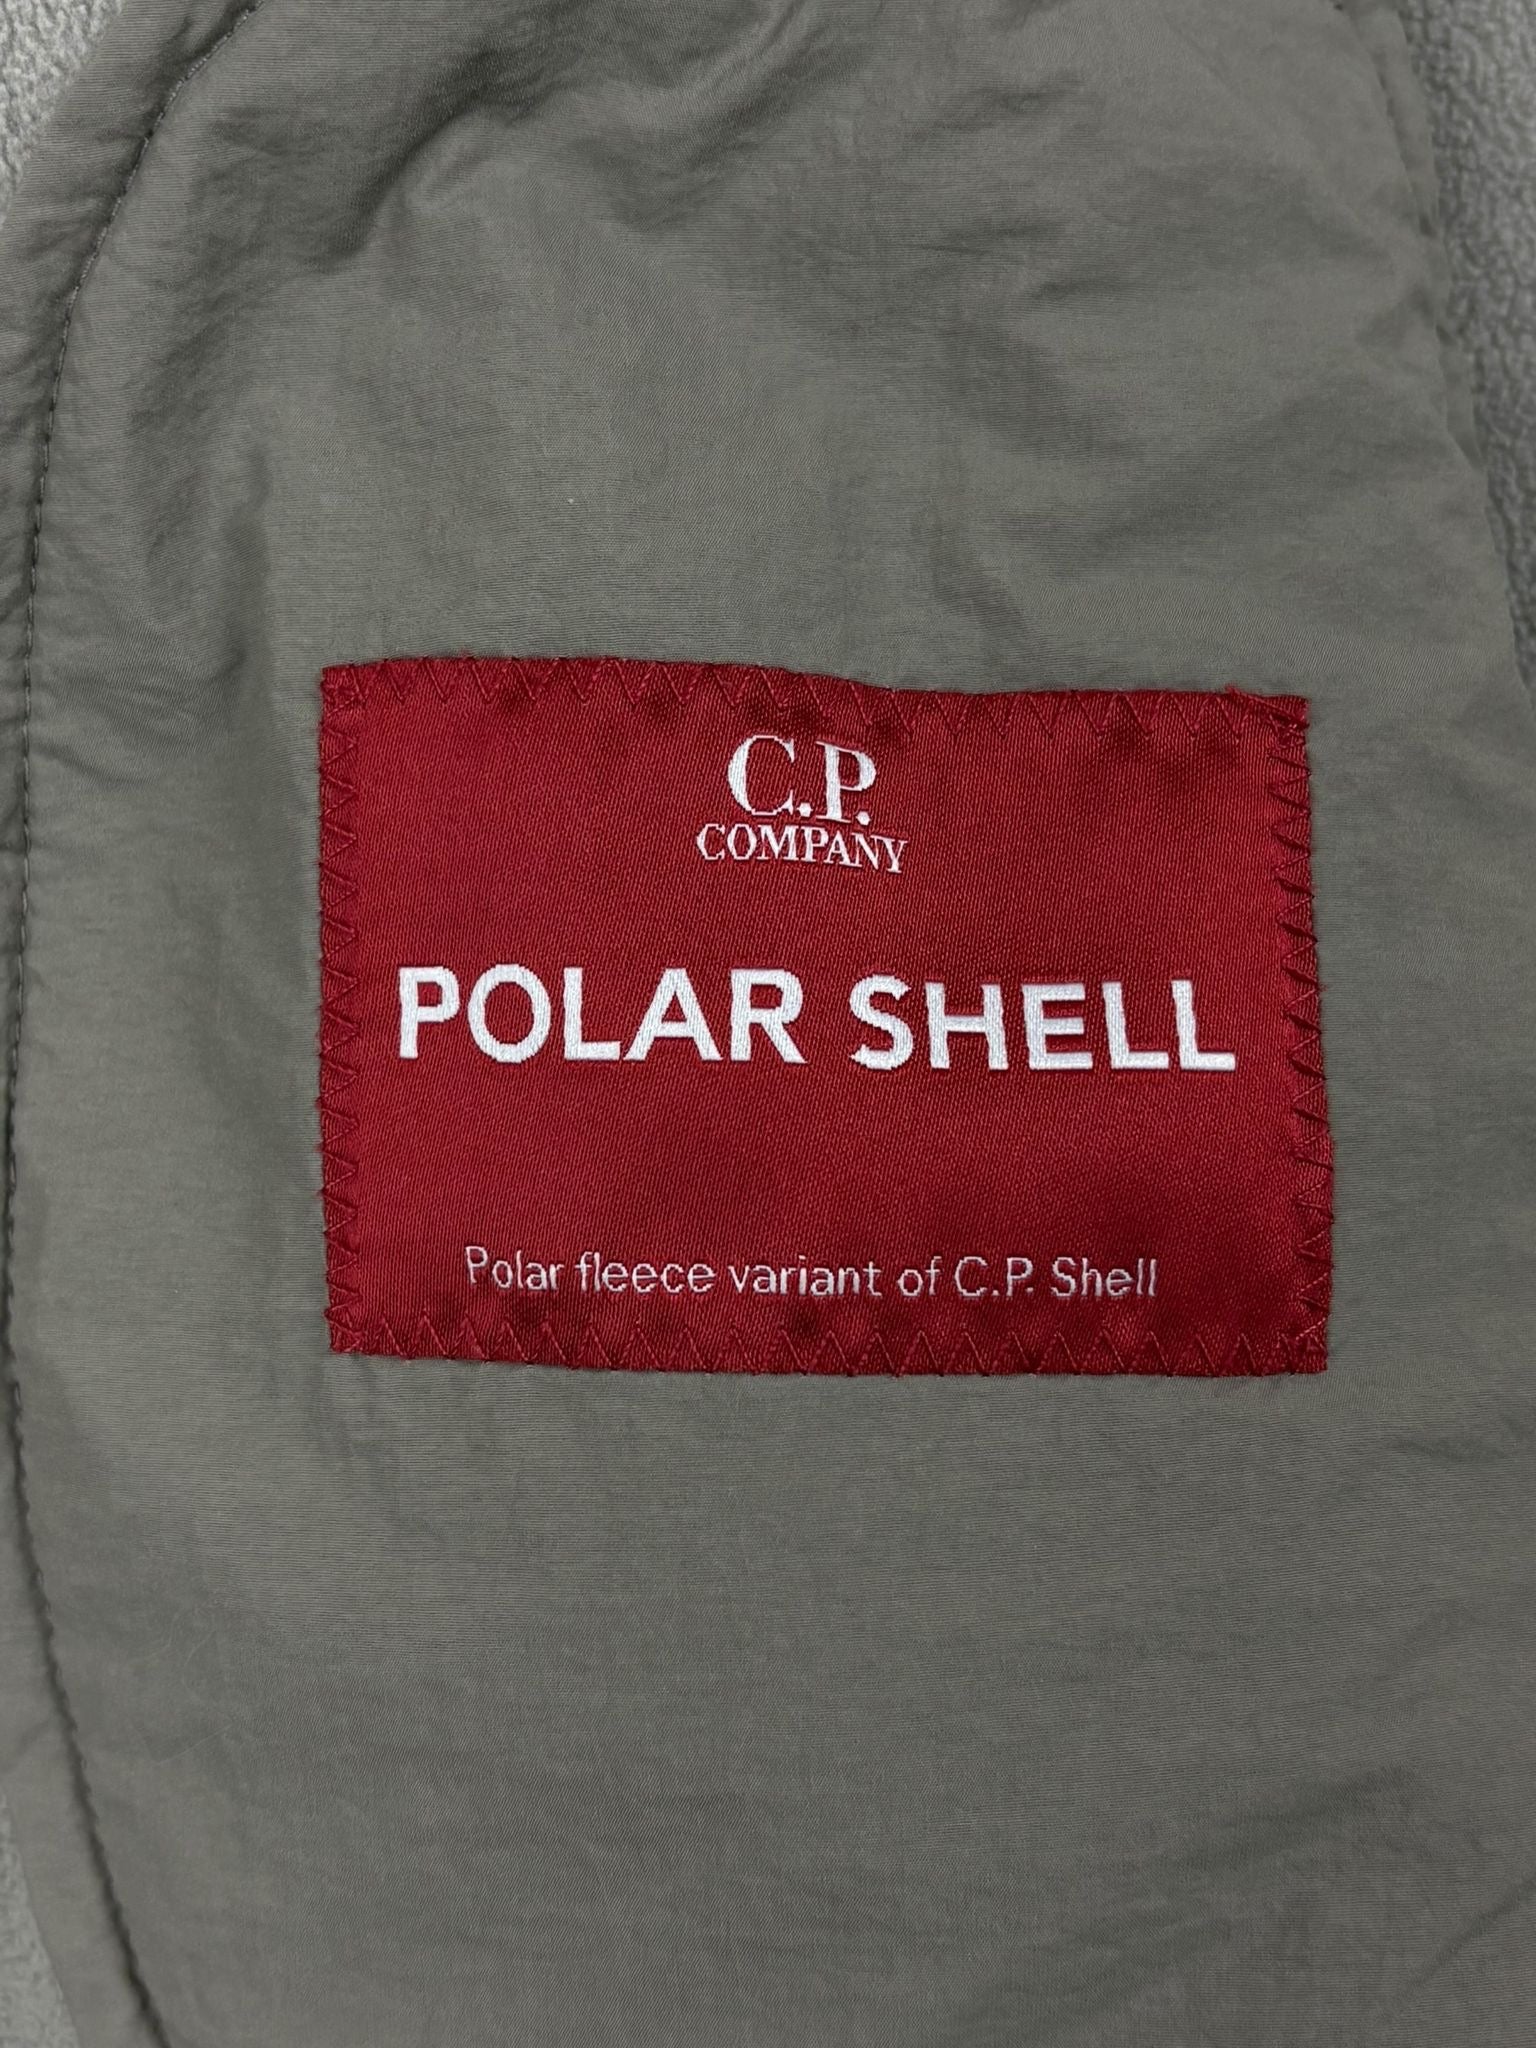 C.P.
COMPANY
POLAR SHELL
Polar fleece variant of C.P. Shell